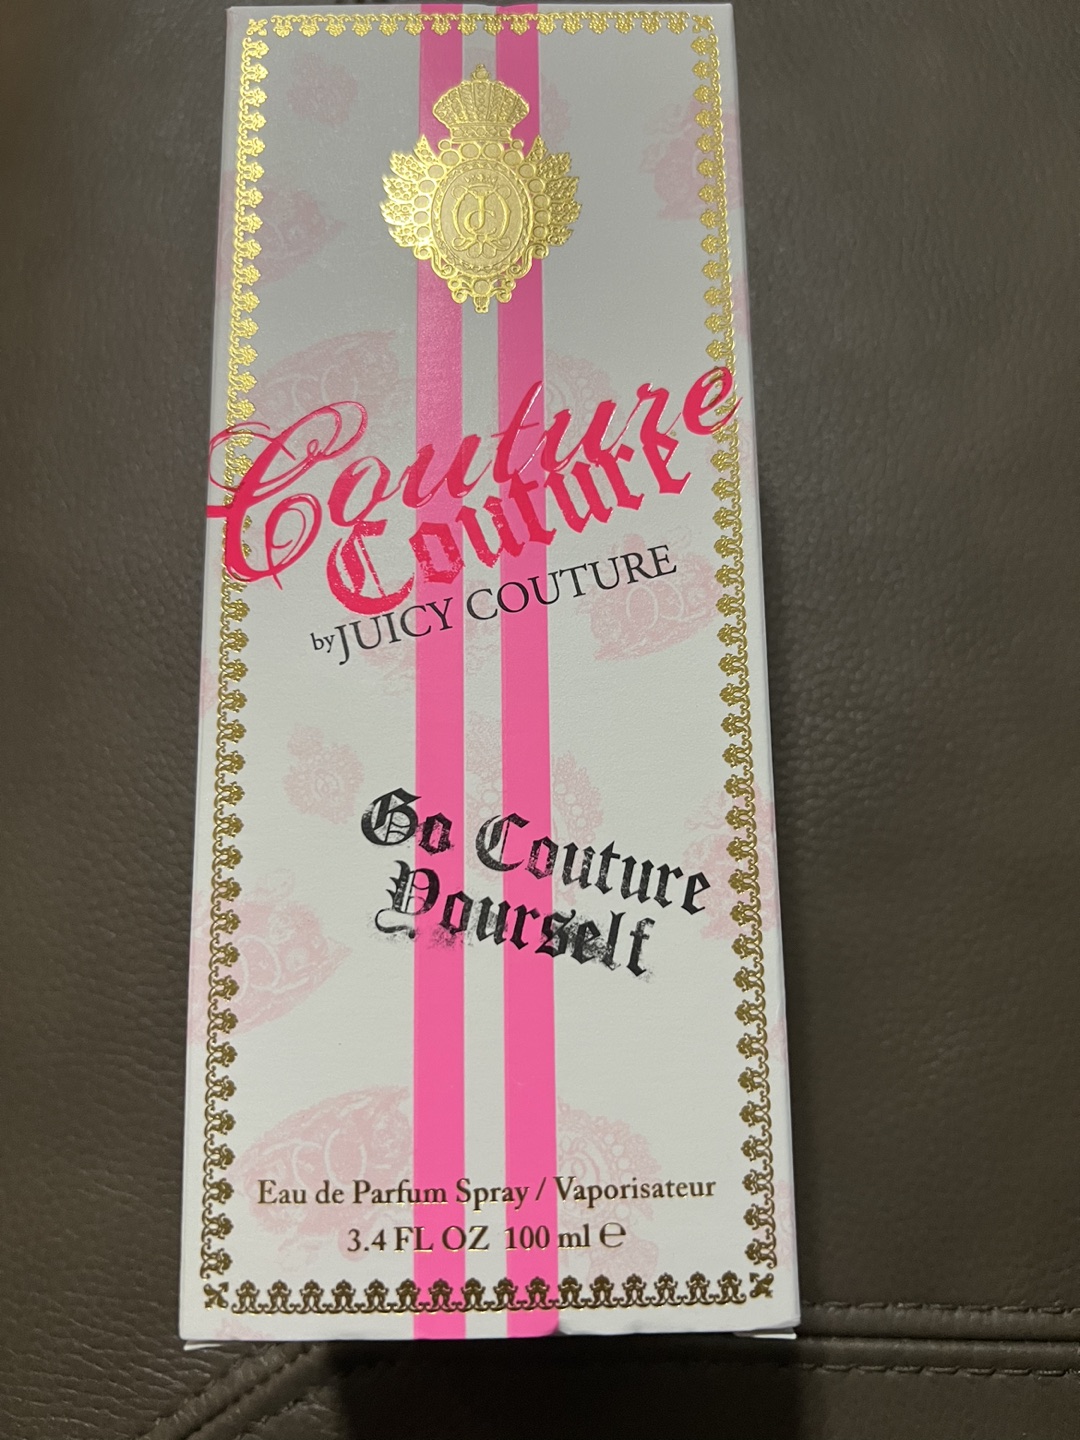 Couture
Couture
by JUICY COUTURE
Go Couture
Yourself
Eau de Parfum Spray / Vaporisateur
3.4 FL OZ 100 ml ℮